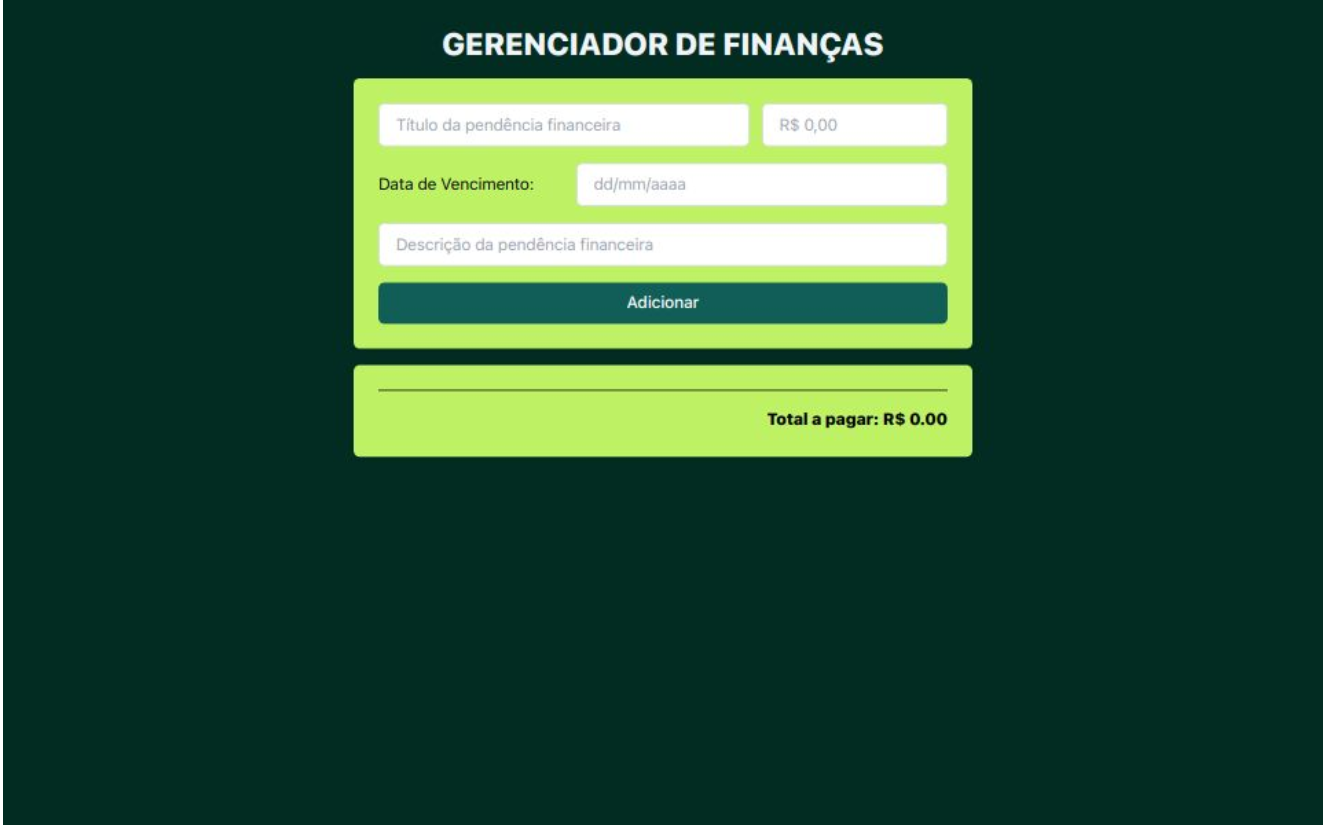 GERENCIADOR DE FINANÇAS
Título da pendência financeira
R$ 0,00
Data de Vencimento:
dd/mm/aaaa
Descrição da pendência financeira
Adicionar
Total a pagar: R$ 0.00